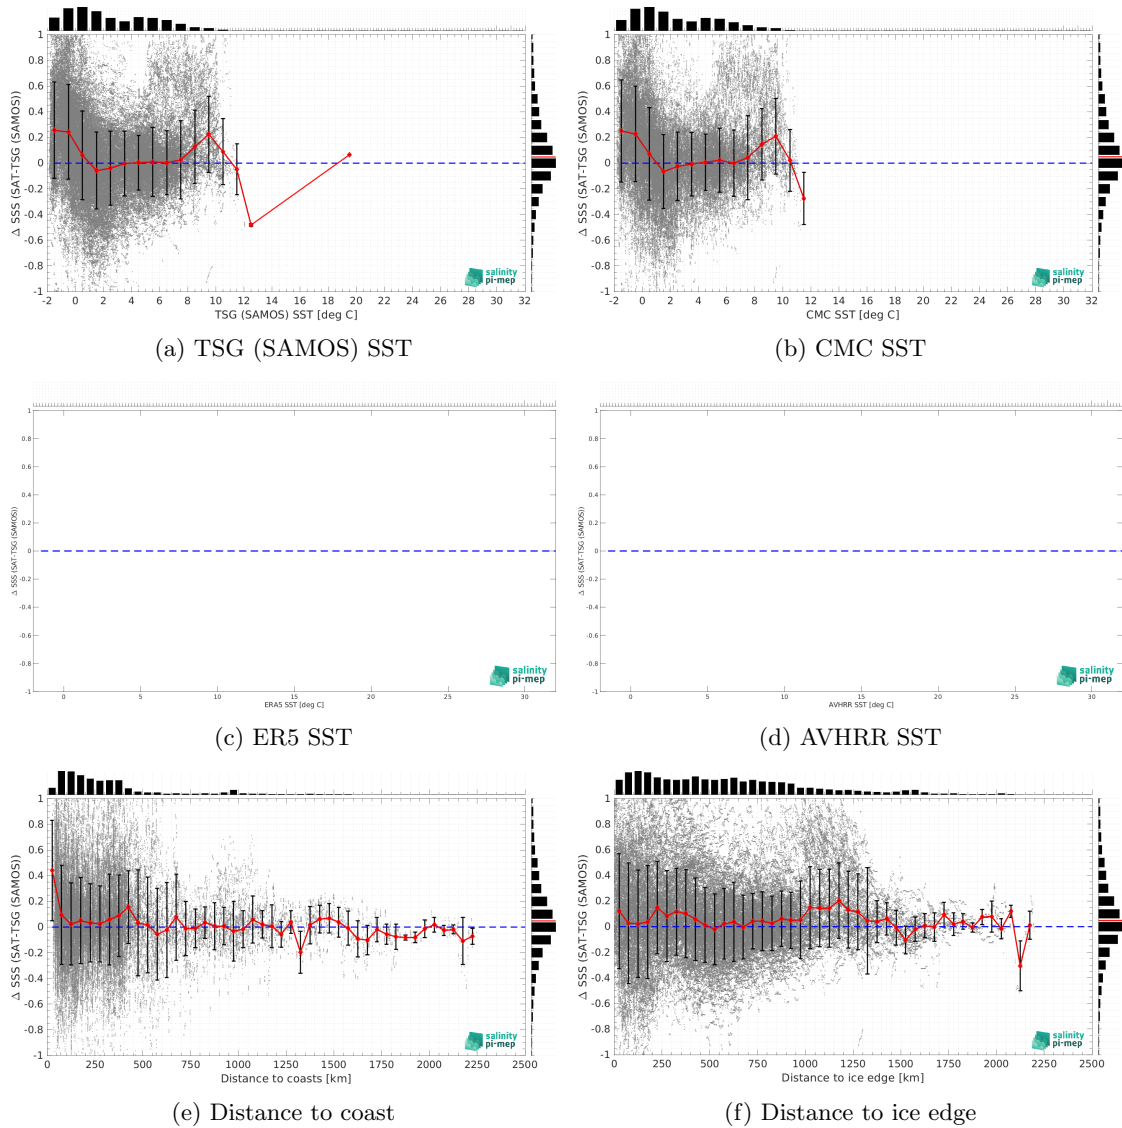 1
0.8
0.6
0.4
0.2
0
-0.2
-0.4
-0.6
-0.8
-1
Δ SSS (SAT-TSG (SAMOS))
-2 0 2 4 6 8 10 12 14 16 18 20 22 24 26 28 30 32
TSG (SAMOS) SST [deg C]
salinity
pi-mep
(a) TSG (SAMOS) SST
1
0.8
0.6
0.4
0.2
0
-0.2
-0.4
-0.6
-0.8
-1
Δ SSS (SAT-TSG (SAMOS))
-2 0 2 4 6 8 10 12 14 16 18 20 22 24 26 28 30 32
CMC SST [deg C]
salinity
pi-mep
(b) CMC SST
1
0.8
0.6
0.4
0.2
0
-0.2
-0.4
-0.6
-0.8
-1
Δ SSS (SAT-TSG (SAMOS))
0 5 10 15 20 25 30
ERA5 SST [deg C]
salinity
pi-mep
(c) ER5 SST
1
0.8
0.6
0.4
0.2
0
-0.2
-0.4
-0.6
-0.8
-1
Δ SSS (SAT-TSG (SAMOS))
0 5 10 15 20 25 30
AVHRR SST [deg C]
salinity
pi-mep
(d) AVHRR SST
1
0.8
0.6
0.4
0.2
0
-0.2
-0.4
-0.6
-0.8
-1
Δ SSS (SAT-TSG (SAMOS))
0 250 500 750 1000 1250 1500 1750 2000 2250 2500
Distance to coasts [km]
salinity
pi-mep
(e) Distance to coast
1
0.8
0.6
0.4
0.2
0
-0.2
-0.4
-0.6
-0.8
-1
Δ SSS (SAT-TSG (SAMOS))
0 250 500 750 1000 1250 1500 1750 2000 2250 2500
Distance to ice edge [km]
salinity
pi-mep
(f) Distance to ice edge